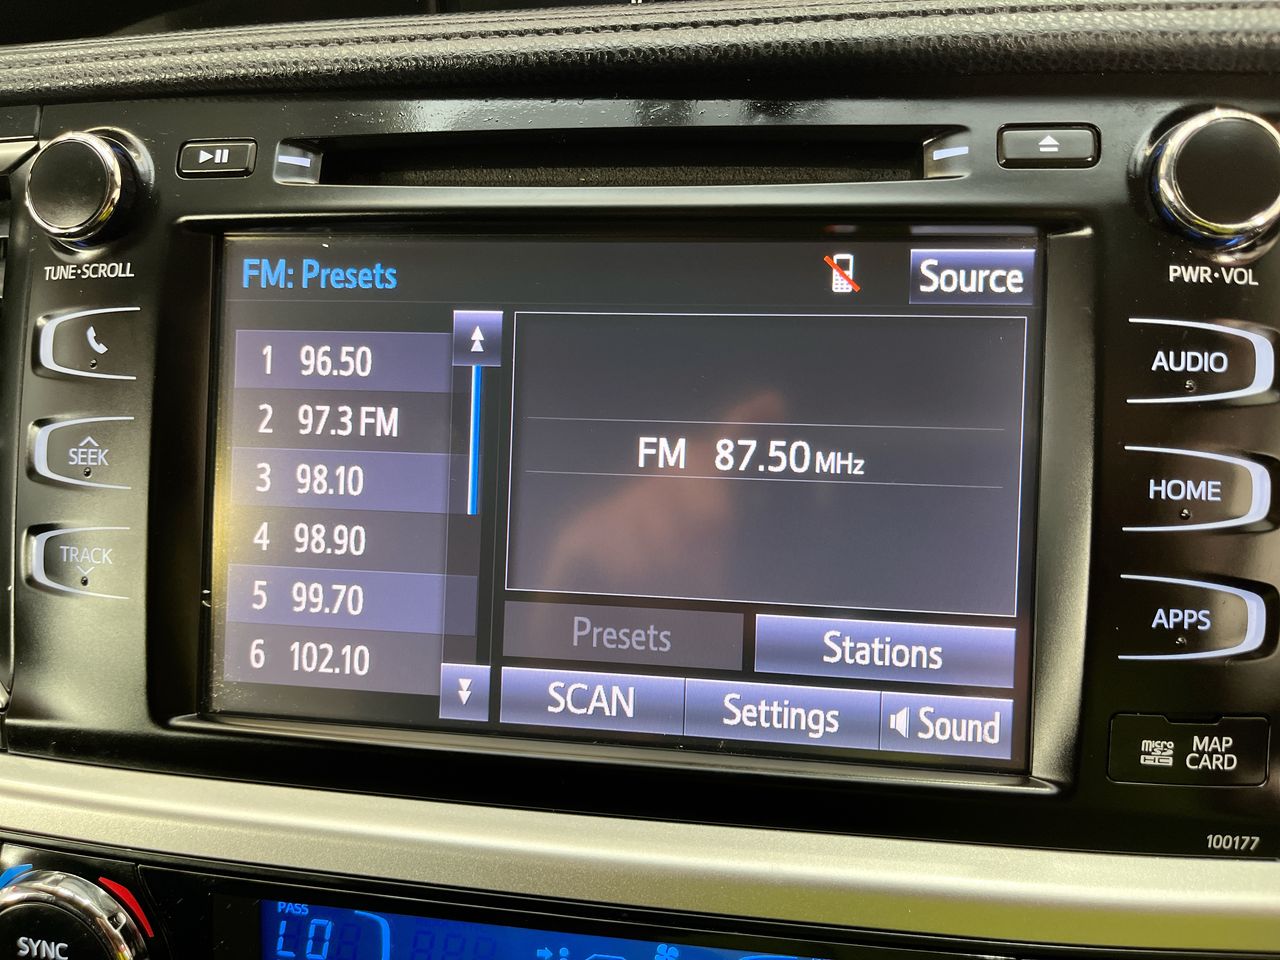 TUNE·SCROLL
SEEK
TRACK
FM: Presets
Source
1 96.50
2 97.3 FM
3 98.10
4 98.90
5 99.70
6 102.10
FM 87.50 MHz
Presets
Stations
SCAN
Settings
Sound
PWR·VOL
AUDIO
HOME
APPS
micro SD HC
MAP CARD
100177
SYNC
PASS
LO